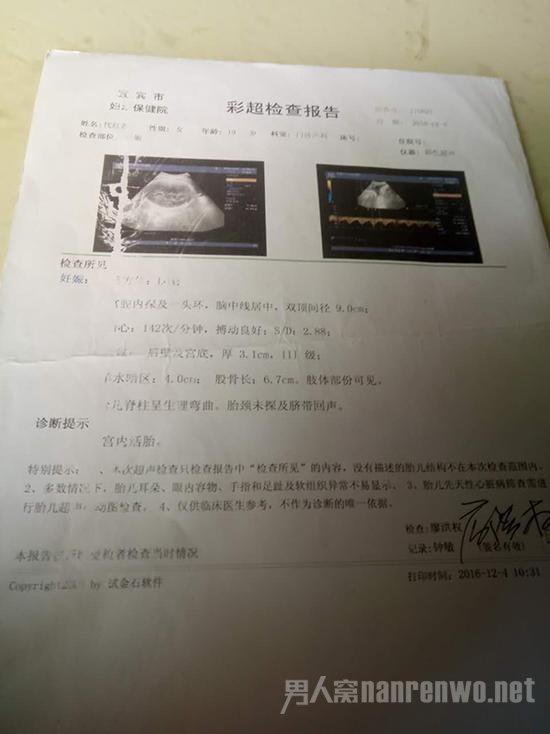 宜宾市
妇 保健院
彩超检查报告
姓名: 性别: 女 年龄: 19 岁 科室: 门诊产科 床号:
检查部位: 住院号:
仪器: 彩色超声
检查所见
妊娠:
宫腔内探及一头环, 脑中线居中, 双顶间径 9.0cm;
心: 142次/分钟, 搏动良好: S/D: 2.88;
后壁及宫底, 厚 3.1cm, III 级;
羊水暗区: 4.0cm; 股骨长: 6.7cm。肢体部份可见。
胎儿脊柱呈生理弯曲。胎颈未探及脐带回声。
诊断提示
宫内活胎。
特别提示: 、本次超声检查只检查报告中“检查所见”的内容, 没有描述的胎儿结构不在本次检查范围内。
2、多数情况下, 胎儿耳朵、眼内容物、手指和足趾及软组织异常不易显示。 3、胎儿先天性心脏病筛查需进
行胎儿超声心动图检查。 4、仅供临床医生参考, 不作为诊断的唯一依据。
检查: 廖洪权
记录: 钟敏 (签名有效)
本报告 受检者检查当时情况
Copyright by 试金石软件
打印时间: 2016-12-4 10:31
男人窝nanrenwo.net